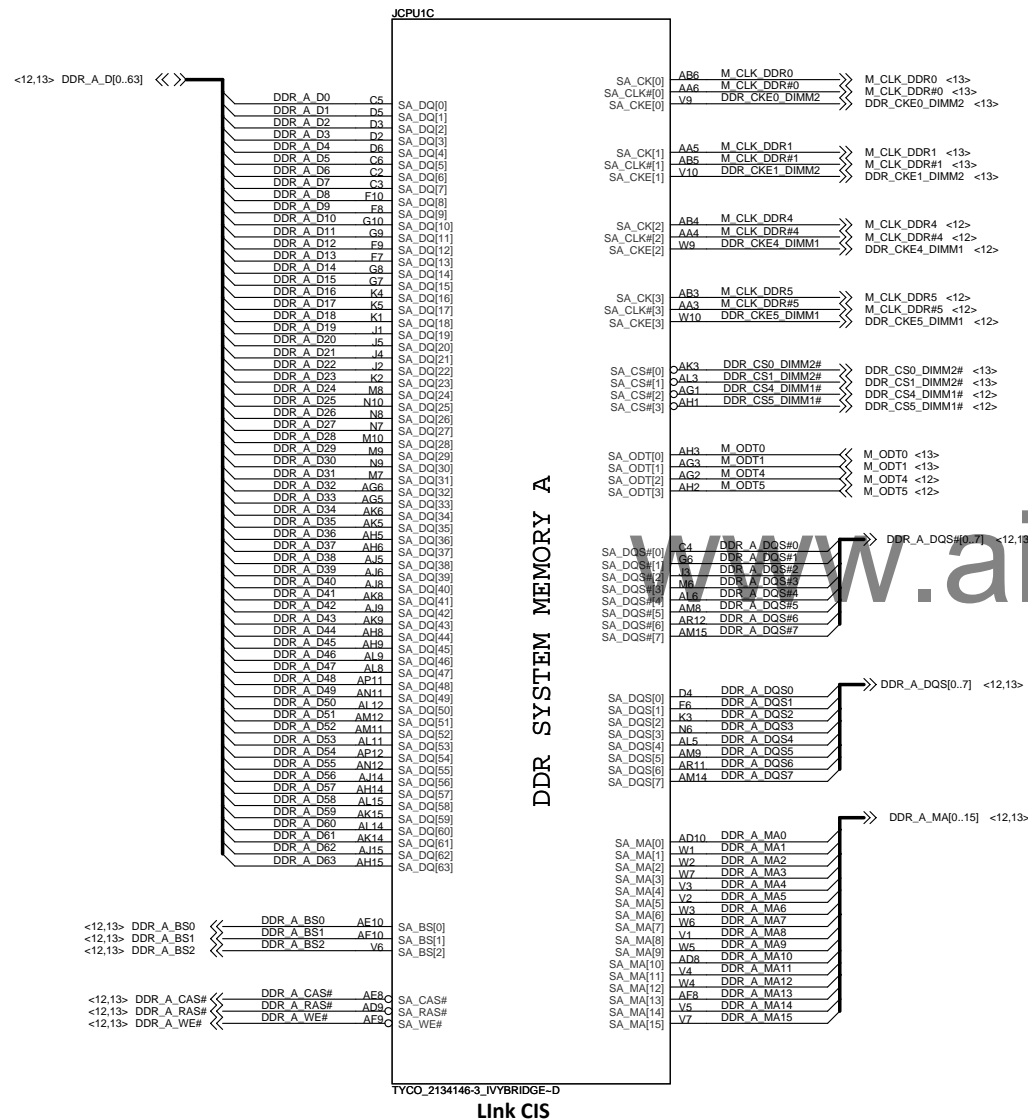 JCPU1C
<12,13> DDR_A_D[0..63]
DDR_A_D0 C5 SA_DQ[0]
DDR_A_D1 D5 SA_DQ[1]
DDR_A_D2 D3 SA_DQ[2]
DDR_A_D3 D2 SA_DQ[3]
DDR_A_D4 D6 SA_DQ[4]
DDR_A_D5 C6 SA_DQ[5]
DDR_A_D6 C2 SA_DQ[6]
DDR_A_D7 C3 SA_DQ[7]
DDR_A_D8 F10 SA_DQ[8]
DDR_A_D9 F8 SA_DQ[9]
DDR_A_D10 G10 SA_DQ[10]
DDR_A_D11 G9 SA_DQ[11]
DDR_A_D12 F9 SA_DQ[12]
DDR_A_D13 F7 SA_DQ[13]
DDR_A_D14 G8 SA_DQ[14]
DDR_A_D15 G7 SA_DQ[15]
DDR_A_D16 K4 SA_DQ[16]
DDR_A_D17 K5 SA_DQ[17]
DDR_A_D18 K1 SA_DQ[18]
DDR_A_D19 J1 SA_DQ[19]
DDR_A_D20 J5 SA_DQ[20]
DDR_A_D21 J4 SA_DQ[21]
DDR_A_D22 J2 SA_DQ[22]
DDR_A_D23 K2 SA_DQ[23]
DDR_A_D24 M8 SA_DQ[24]
DDR_A_D25 N10 SA_DQ[25]
DDR_A_D26 N8 SA_DQ[26]
DDR_A_D27 N7 SA_DQ[27]
DDR_A_D28 M10 SA_DQ[28]
DDR_A_D29 M9 SA_DQ[29]
DDR_A_D30 N9 SA_DQ[30]
DDR_A_D31 M7 SA_DQ[31]
DDR_A_D32 AG6 SA_DQ[32]
DDR_A_D33 AG5 SA_DQ[33]
DDR_A_D34 AK6 SA_DQ[34]
DDR_A_D35 AK5 SA_DQ[35]
DDR_A_D36 AH5 SA_DQ[36]
DDR_A_D37 AH6 SA_DQ[37]
DDR_A_D38 AJ5 SA_DQ[38]
DDR_A_D39 AJ6 SA_DQ[39]
DDR_A_D40 AJ8 SA_DQ[40]
DDR_A_D41 AK8 SA_DQ[41]
DDR_A_D42 AJ9 SA_DQ[42]
DDR_A_D43 AK9 SA_DQ[43]
DDR_A_D44 AH8 SA_DQ[44]
DDR_A_D45 AH9 SA_DQ[45]
DDR_A_D46 AL9 SA_DQ[46]
DDR_A_D47 AL8 SA_DQ[47]
DDR_A_D48 AP11 SA_DQ[48]
DDR_A_D49 AN11 SA_DQ[49]
DDR_A_D50 AL12 SA_DQ[50]
DDR_A_D51 AM12 SA_DQ[51]
DDR_A_D52 AM11 SA_DQ[52]
DDR_A_D53 AL11 SA_DQ[53]
DDR_A_D54 AP12 SA_DQ[54]
DDR_A_D55 AN12 SA_DQ[55]
DDR_A_D56 AJ14 SA_DQ[56]
DDR_A_D57 AH14 SA_DQ[57]
DDR_A_D58 AL15 SA_DQ[58]
DDR_A_D59 AK15 SA_DQ[59]
DDR_A_D60 AL14 SA_DQ[60]
DDR_A_D61 AK14 SA_DQ[61]
DDR_A_D62 AJ15 SA_DQ[62]
DDR_A_D63 AH15 SA_DQ[63]
<12,13> DDR_A_BS0 DDR_A_BS0 AE10 SA_BS[0]
<12,13> DDR_A_BS1 DDR_A_BS1 AF10 SA_BS[1]
<12,13> DDR_A_BS2 DDR_A_BS2 V6 SA_BS[2]
<12,13> DDR_A_CAS# DDR_A_CAS# AE8 SA_CAS#
<12,13> DDR_A_RAS# DDR_A_RAS# AD9 SA_RAS#
<12,13> DDR_A_WE# DDR_A_WE# AF9 SA_WE#
DDR SYSTEM MEMORY A
SA_CK[0] AB6 M_CLK_DDR0 M_CLK_DDR0 <13>
SA_CLK#[0] AA6 M_CLK_DDR#0 M_CLK_DDR#0 <13>
SA_CKE[0] V9 DDR_CKE0_DIMM2 DDR_CKE0_DIMM2 <13>
SA_CK[1] AA5 M_CLK_DDR1 M_CLK_DDR1 <13>
SA_CLK#[1] AB5 M_CLK_DDR#1 M_CLK_DDR#1 <13>
SA_CKE[1] V10 DDR_CKE1_DIMM2 DDR_CKE1_DIMM2 <13>
SA_CK[2] AB4 M_CLK_DDR4 M_CLK_DDR4 <12>
SA_CLK#[2] AA4 M_CLK_DDR#4 M_CLK_DDR#4 <12>
SA_CKE[2] W9 DDR_CKE4_DIMM1 DDR_CKE4_DIMM1 <12>
SA_CK[3] AB3 M_CLK_DDR5 M_CLK_DDR5 <12>
SA_CLK#[3] AA3 M_CLK_DDR#5 M_CLK_DDR#5 <12>
SA_CKE[3] W10 DDR_CKE5_DIMM1 DDR_CKE5_DIMM1 <12>
SA_CS#[0] AK3 DDR_CS0_DIMM2# DDR_CS0_DIMM2# <13>
SA_CS#[1] AL3 DDR_CS1_DIMM2# DDR_CS1_DIMM2# <13>
SA_CS#[2] AG1 DDR_CS4_DIMM1# DDR_CS4_DIMM1# <12>
SA_CS#[3] AH1 DDR_CS5_DIMM1# DDR_CS5_DIMM1# <12>
SA_ODT[0] AH3 M_ODT0 M_ODT0 <13>
SA_ODT[1] AG3 M_ODT1 M_ODT1 <13>
SA_ODT[2] AG2 M_ODT4 M_ODT4 <12>
SA_ODT[3] AH2 M_ODT5 M_ODT5 <12>
DDR_A_DQS#[0..7] <12,13
www.ai
SA_DQS#[0] C4 DDR_A_DQS#0
SA_DQS#[1] G6 DDR_A_DQS#1
SA_DQS#[2] J3 DDR_A_DQS#2
SA_DQS#[3] M6 DDR_A_DQS#3
SA_DQS#[4] AL6 DDR_A_DQS#4
SA_DQS#[5] AM8 DDR_A_DQS#5
SA_DQS#[6] AR12 DDR_A_DQS#6
SA_DQS#[7] AM15 DDR_A_DQS#7
DDR_A_DQS[0..7] <12,13>
SA_DQS[0] D4 DDR_A_DQS0
SA_DQS[1] F6 DDR_A_DQS1
SA_DQS[2] K3 DDR_A_DQS2
SA_DQS[3] N6 DDR_A_DQS3
SA_DQS[4] AL5 DDR_A_DQS4
SA_DQS[5] AM9 DDR_A_DQS5
SA_DQS[6] AR11 DDR_A_DQS6
SA_DQS[7] AM14 DDR_A_DQS7
DDR_A_MA[0..15] <12,13>
SA_MA[0] AD10 DDR_A_MA0
SA_MA[1] W1 DDR_A_MA1
SA_MA[2] W2 DDR_A_MA2
SA_MA[3] W7 DDR_A_MA3
SA_MA[4] V3 DDR_A_MA4
SA_MA[5] V2 DDR_A_MA5
SA_MA[6] W3 DDR_A_MA6
SA_MA[7] W6 DDR_A_MA7
SA_MA[8] V1 DDR_A_MA8
SA_MA[9] W5 DDR_A_MA9
SA_MA[10] AD8 DDR_A_MA10
SA_MA[11] V4 DDR_A_MA11
SA_MA[12] W4 DDR_A_MA12
SA_MA[13] AF8 DDR_A_MA13
SA_MA[14] V5 DDR_A_MA14
SA_MA[15] V7 DDR_A_MA15
TYCO_2134146-3_IVYBRIDGE~D
LInk CIS